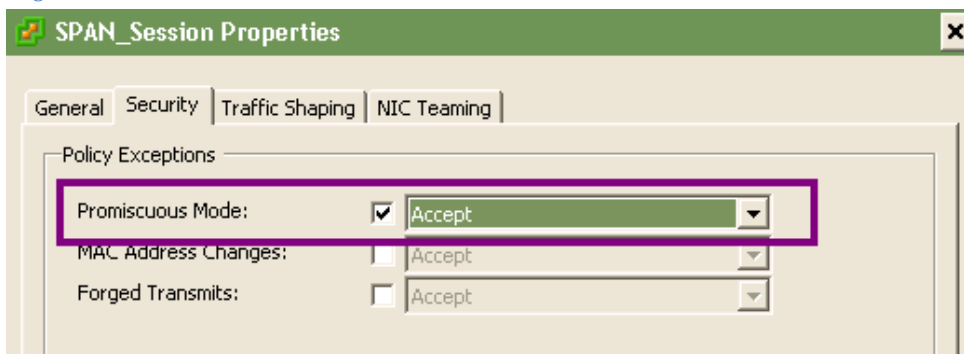 SPAN_Session Properties
General Security Traffic Shaping NIC Teaming
Policy Exceptions
Promiscuous Mode: Accept
MAC Address Changes: Accept
Forged Transmits: Accept